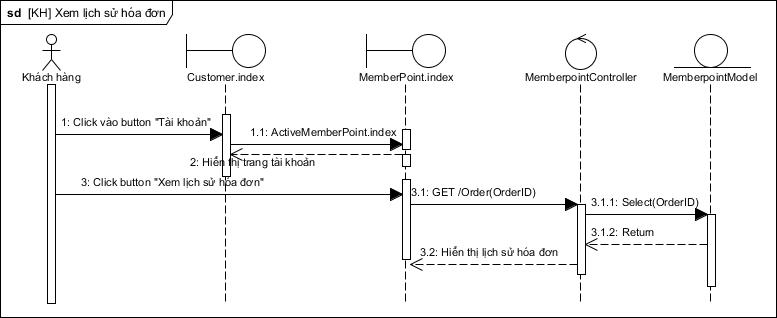 sd [KH] Xem lịch sử hóa đơn
Khách hàng
Customer.index
MemberPoint.index
MemberpointController
MemberpointModel
1: Click vào button "Tài khoản"
1.1: ActiveMemberPoint.index
2: Hiển thị trang tài khoản
3: Click button "Xem lịch sử hóa đơn"
3.1: GET /Order(OrderID)
3.1.1: Select(OrderID)
3.1.2: Return
3.2: Hiển thị lịch sử hóa đơn